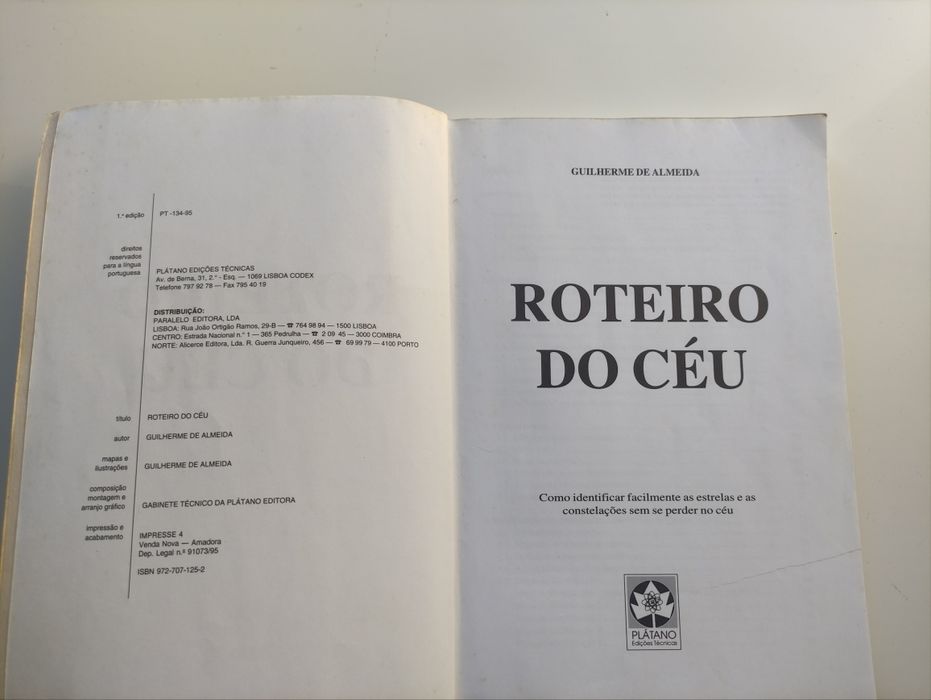 1.ª edição
PT -134-95
direitos
reservados
para a língua
portuguesa
PLÁTANO EDIÇÕES TÉCNICAS
Av. de Berna, 31, 2.º - Esq. — 1069 LISBOA CODEX
Telefone 797 92 78 — Fax 795 40 19
DISTRIBUIÇÃO:
PARALELO EDITORA, LDA
LISBOA: Rua João Ortigão Ramos, 29-B — ☎ 764 98 94 — 1500 LISBOA
CENTRO: Estrada Nacional n.º 1 — 365 Pedrulha — ☎ 2 09 45 — 3000 COIMBRA
NORTE: Alicerce Editora, Lda. R. Guerra Junqueiro, 456 — ☎ 69 99 79 — 4100 PORTO
título
ROTEIRO DO CÉU
autor
GUILHERME DE ALMEIDA
mapas e
ilustrações
GUILHERME DE ALMEIDA
composição
montagem e
arranjo gráfico
GABINETE TÉCNICO DA PLÁTANO EDITORA
impressão e
acabamento
IMPRESSE 4
Venda Nova — Amadora
Dep. Legal n.º 91073/95
ISBN 972-707-125-2
GUILHERME DE ALMEIDA
ROTEIRO
DO CÉU
Como identificar facilmente as estrelas e as
constelações sem se perder no céu
PLÁTANO
Edições Técnicas